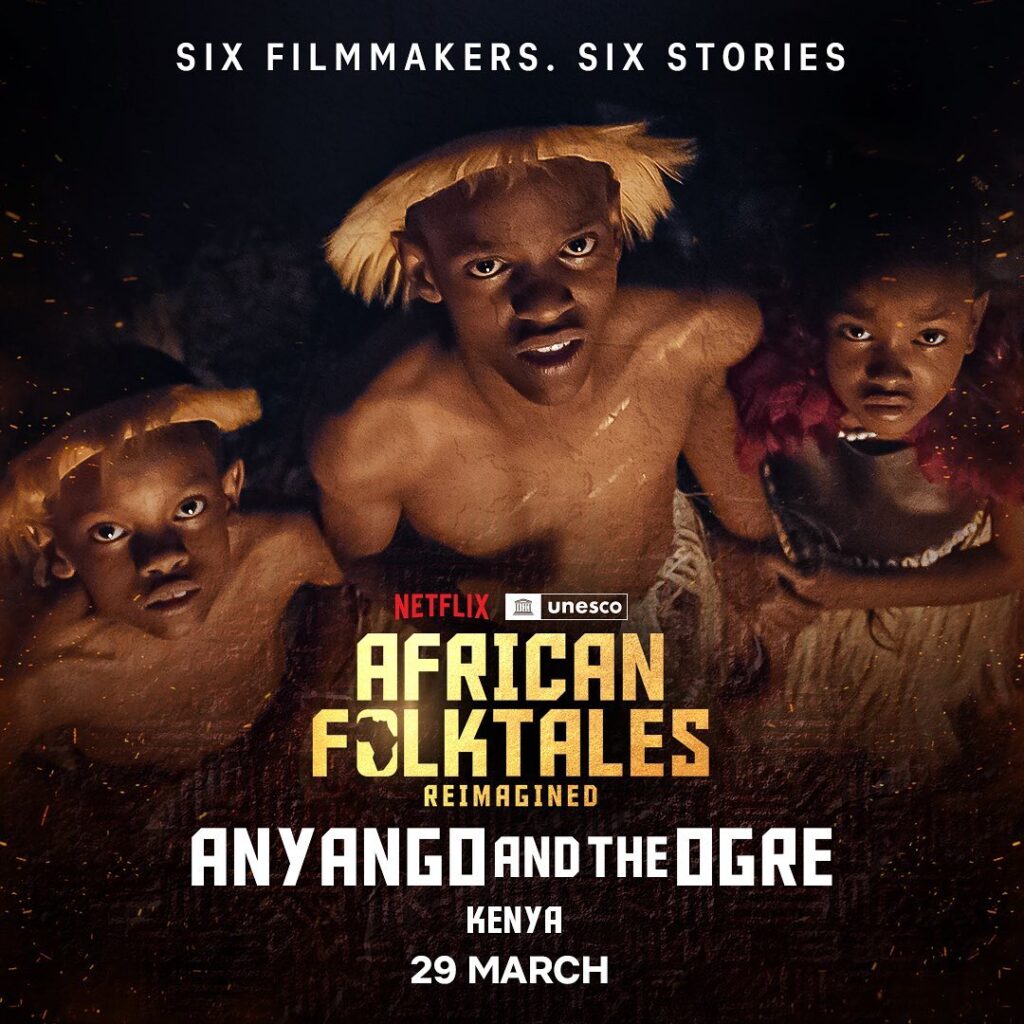 SIX FILMMAKERS. SIX STORIES
NETFLIX unesco
AFRICAN
FOLKTALES
REIMAGINED
ANYANGO AND THE OGRE
KENYA
29 MARCH